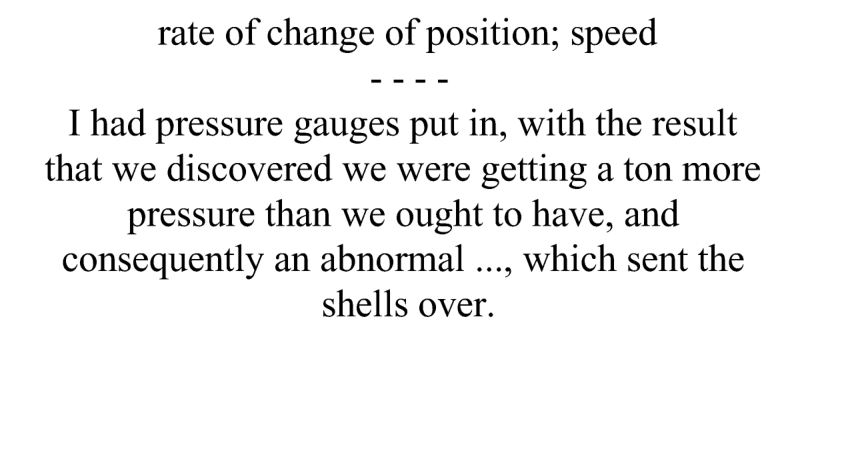 rate of change of position; speed
- - - -
I had pressure gauges put in, with the result
that we discovered we were getting a ton more
pressure than we ought to have, and
consequently an abnormal ..., which sent the
shells over.